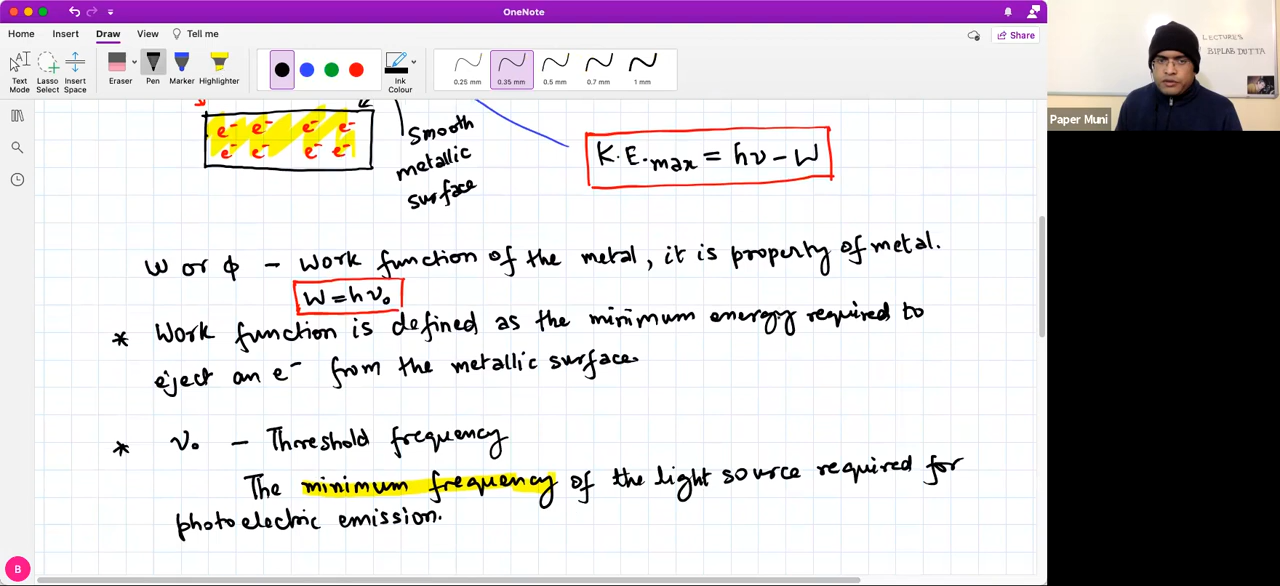 OneNote
Home Insert Draw View Tell me
Share
Text Mode
Lasso Select
Insert Space
Eraser
Pen
Marker
Highlighter
Ink Colour
0.25 mm 0.35 mm 0.5 mm 0.7 mm 1 mm
LECTURES
BIPLAB DUTTA
Paper Muni
e⁻ e⁻ e⁻ e⁻
e⁻ e⁻ e⁻ e⁻
Smooth
metallic
surface
K.E.max = hν – W
W or ϕ – Work function of the metal, it is property of metal.
W = hν₀
* Work function is defined as the minimum energy required to
eject an e⁻ from the metallic surface.
* ν₀ – Threshold frequency
The minimum frequency of the light source required for
photoelectric emission.
B